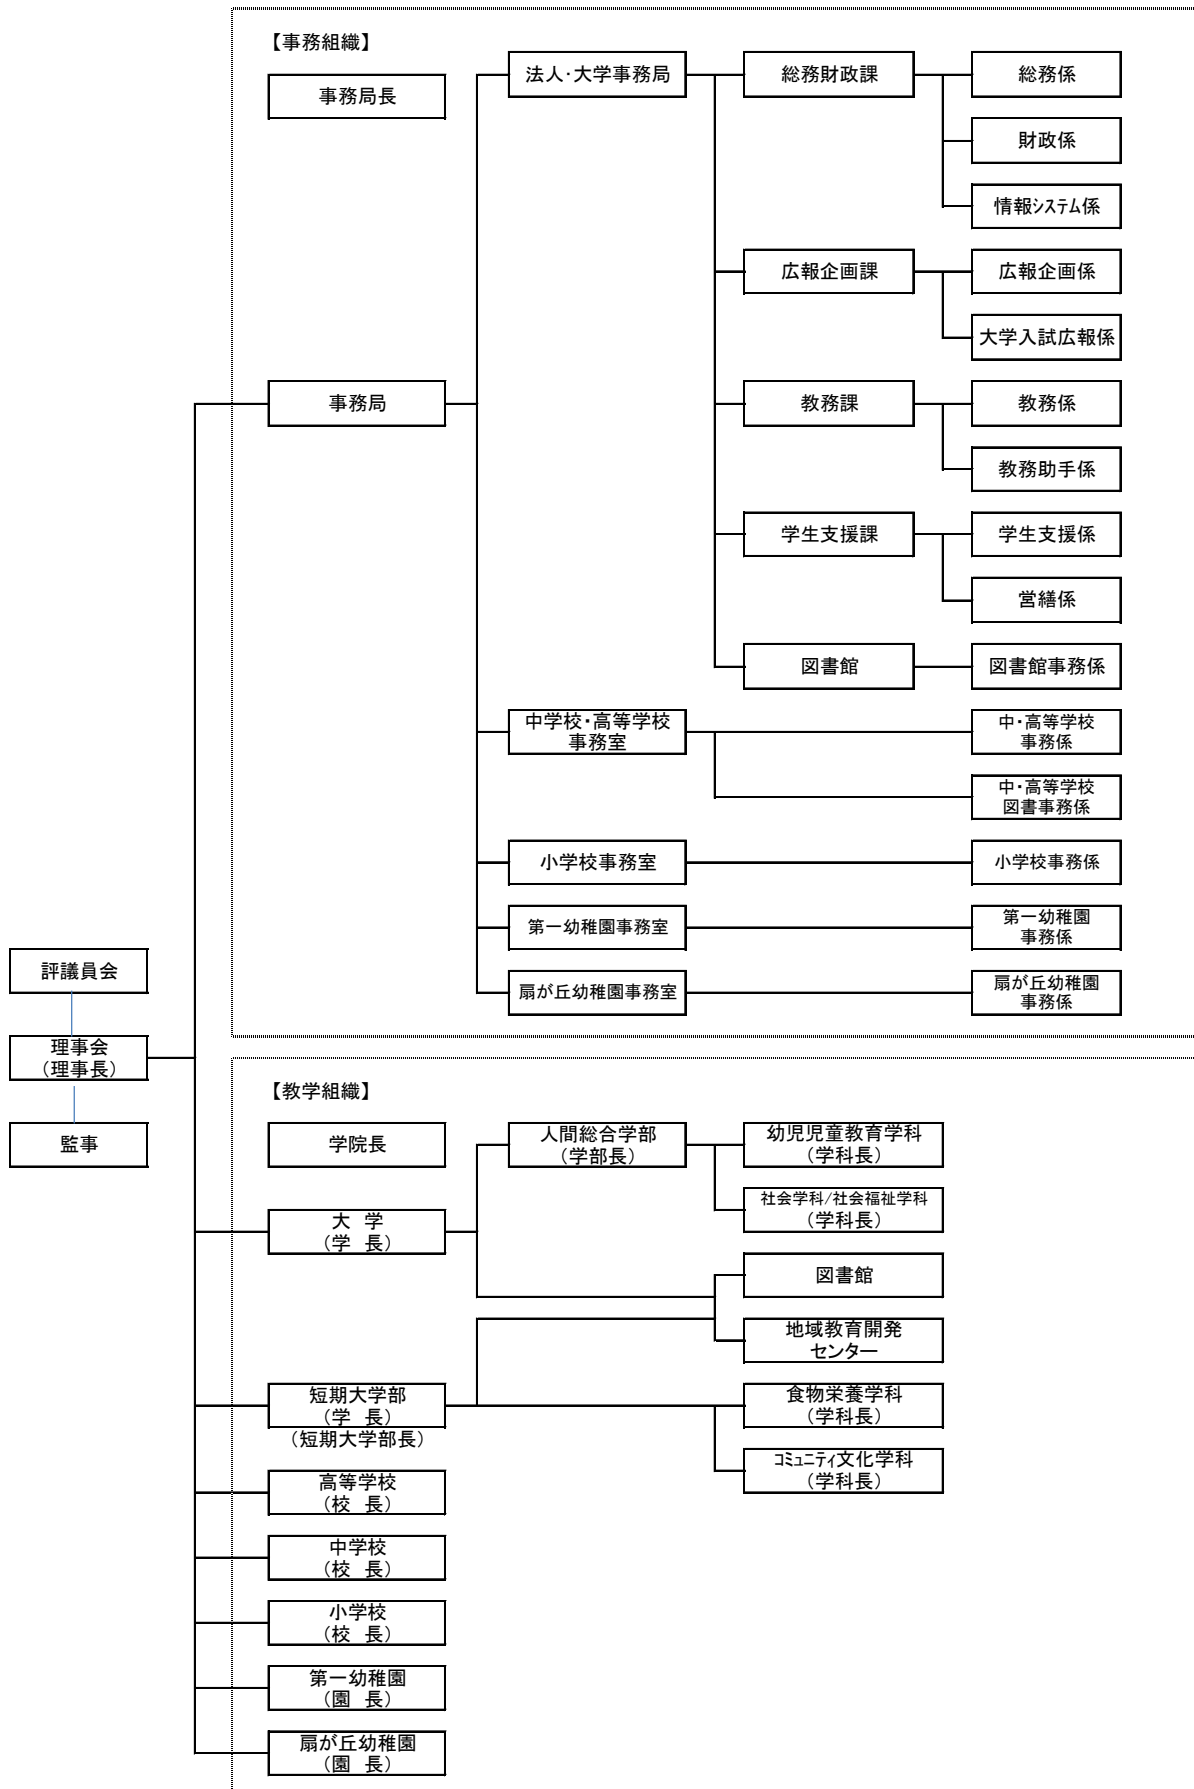 【事務組織】
事務局長
法人・大学事務局
総務財政課
総務係
財政係
情報システム係
広報企画課
広報企画係
大学入試広報係
事務局
教務課
教務係
教務助手係
学生支援課
学生支援係
営繕係
図書館
図書館事務係
中学校・高等学校
事務室
中・高等学校
事務係
中・高等学校
図書事務係
小学校事務室
小学校事務係
第一幼稚園事務室
第一幼稚園
事務係
扇が丘幼稚園事務室
扇が丘幼稚園
事務係
評議員会
理事会
(理事長)
監事
【教学組織】
学院長
人間総合学部
(学部長)
幼児児童教育学科
(学科長)
社会学科/社会福祉学科
(学科長)
大 学
(学 長)
図書館
地域教育開発
センター
短期大学部
(学 長)
(短期大学部長)
食物栄養学科
(学科長)
コミュニティ文化学科
(学科長)
高等学校
(校 長)
中学校
(校 長)
小学校
(校 長)
第一幼稚園
(園 長)
扇が丘幼稚園
(園 長)